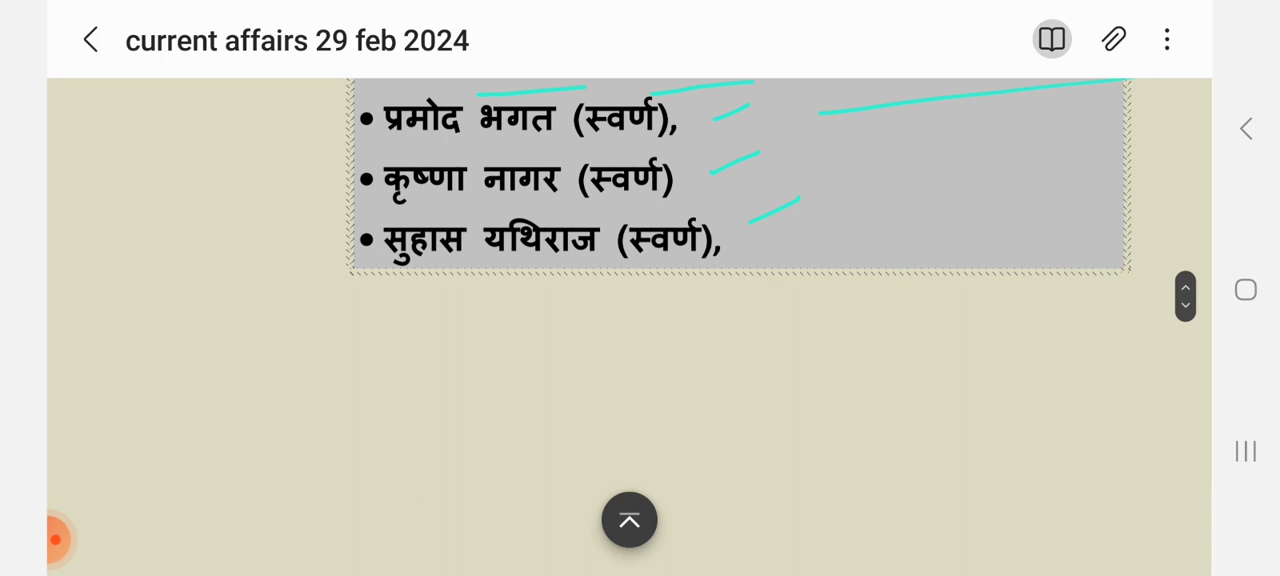 current affairs 29 feb 2024
• प्रमोद भगत (स्वर्ण),
• कृष्णा नागर (स्वर्ण)
• सुहास यथिराज (स्वर्ण),